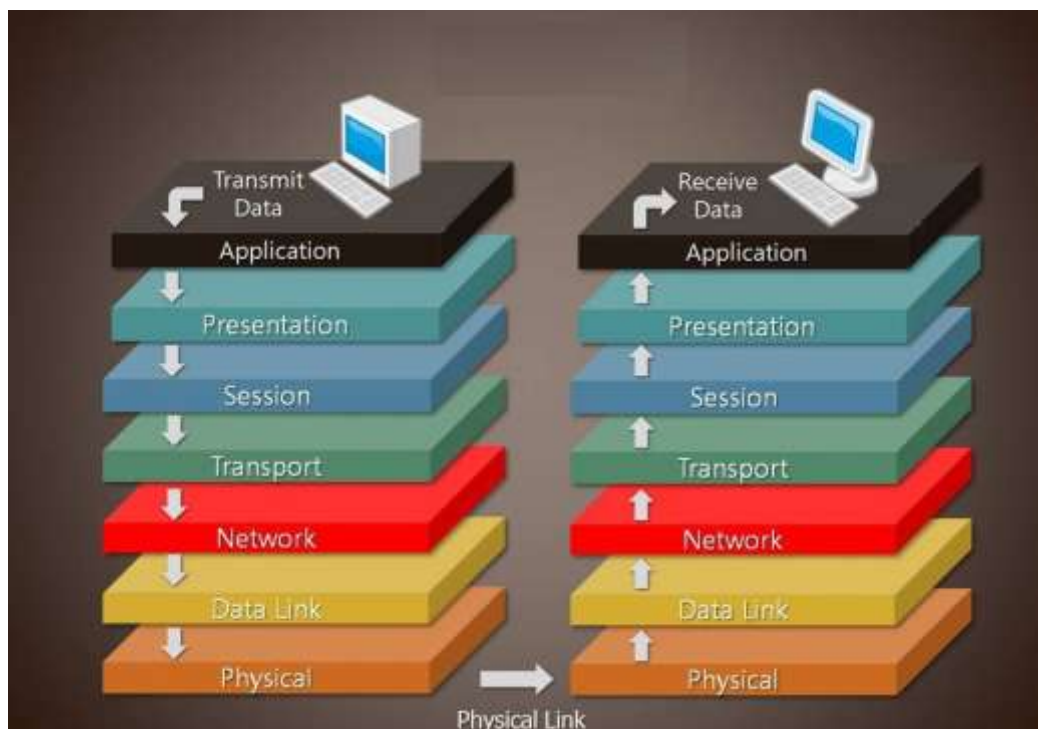 Transmit
Data
Application
Presentation
Session
Transport
Network
Data Link
Physical
Receive
Data
Application
Presentation
Session
Transport
Network
Data Link
Physical
Physical Link